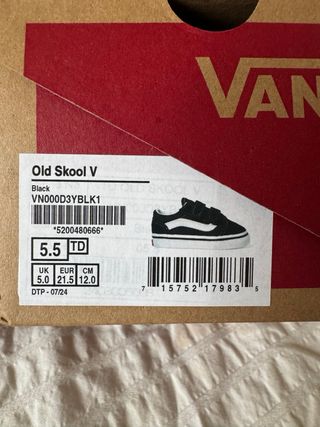 VAN
Old Skool V
Black
VN000D3YBLK1
*5200480666*
5.5 TD
UK EUR CM
5.0 21.5 12.0
DTP - 07/24
7 15752 17983 5